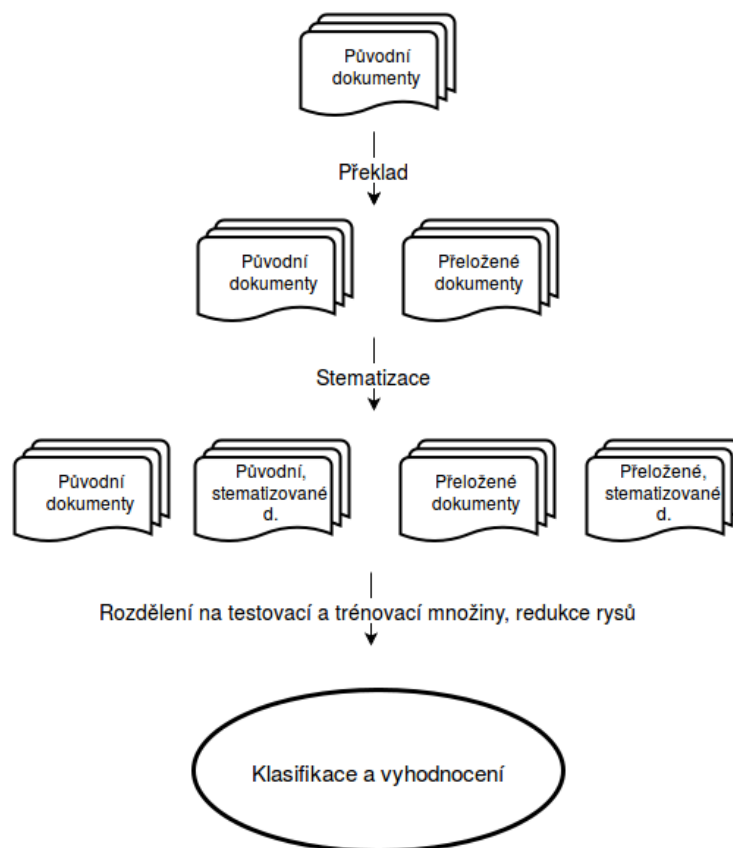 Původní
dokumenty
Překlad
Původní
dokumenty
Přeložené
dokumenty
Stematizace
Původní
dokumenty
Původní,
stematizované
d.
Přeložené
dokumenty
Přeložené,
stematizované
d.
Rozdělení na testovací a trénovací množiny, redukce rysů
Klasifikace a vyhodnocení